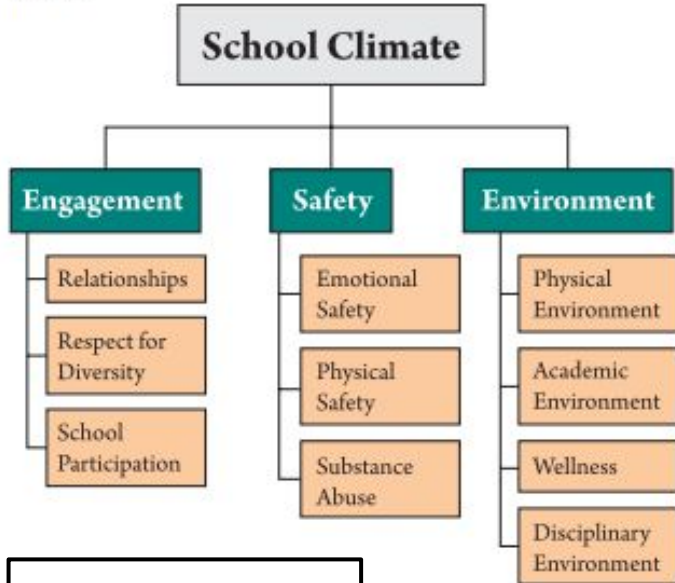 School Climate
Engagement
Relationships
Respect for
Diversity
School
Participation
Safety
Emotional
Safety
Physical
Safety
Substance
Abuse
Environment
Physical
Environment
Academic
Environment
Wellness
Disciplinary
Environment